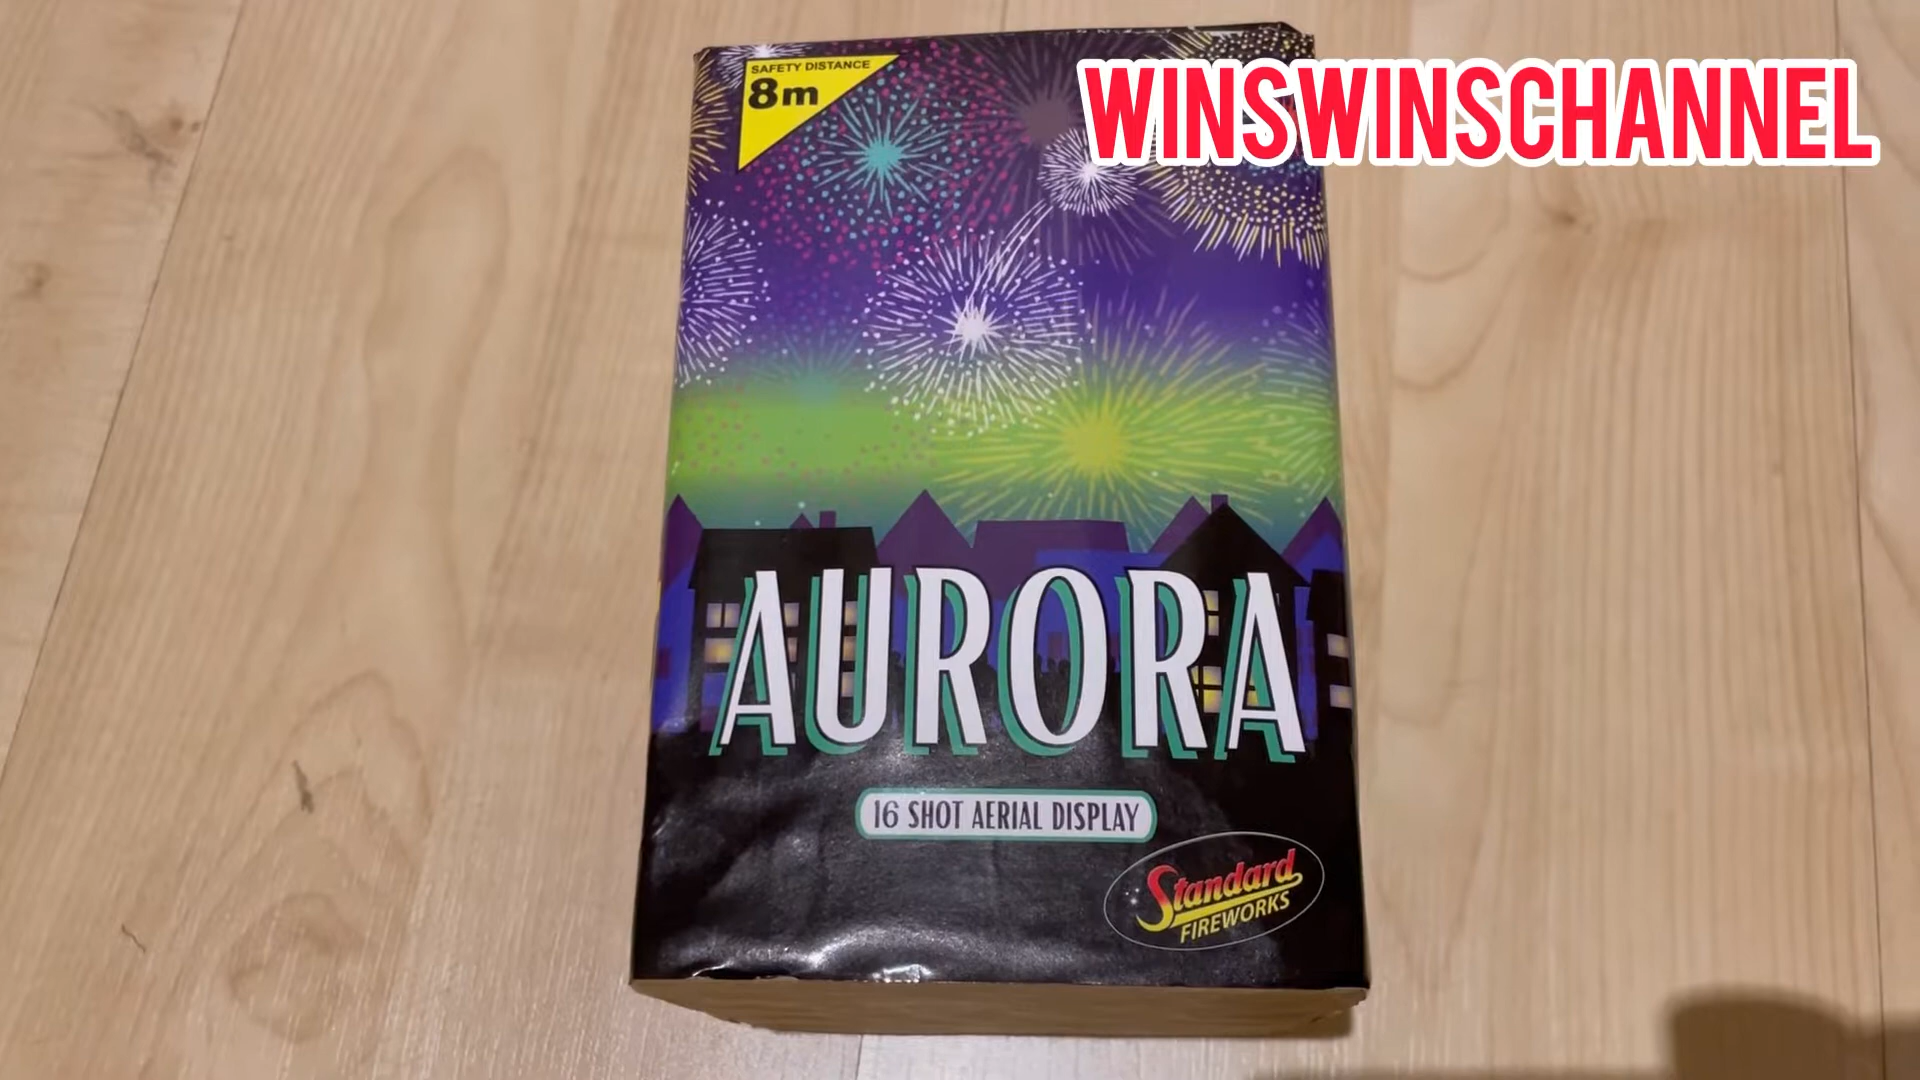 SAFETY DISTANCE
8m
WINSWINSCHANNEL
AURORA
16 SHOT AERIAL DISPLAY
Standard
FIREWORKS